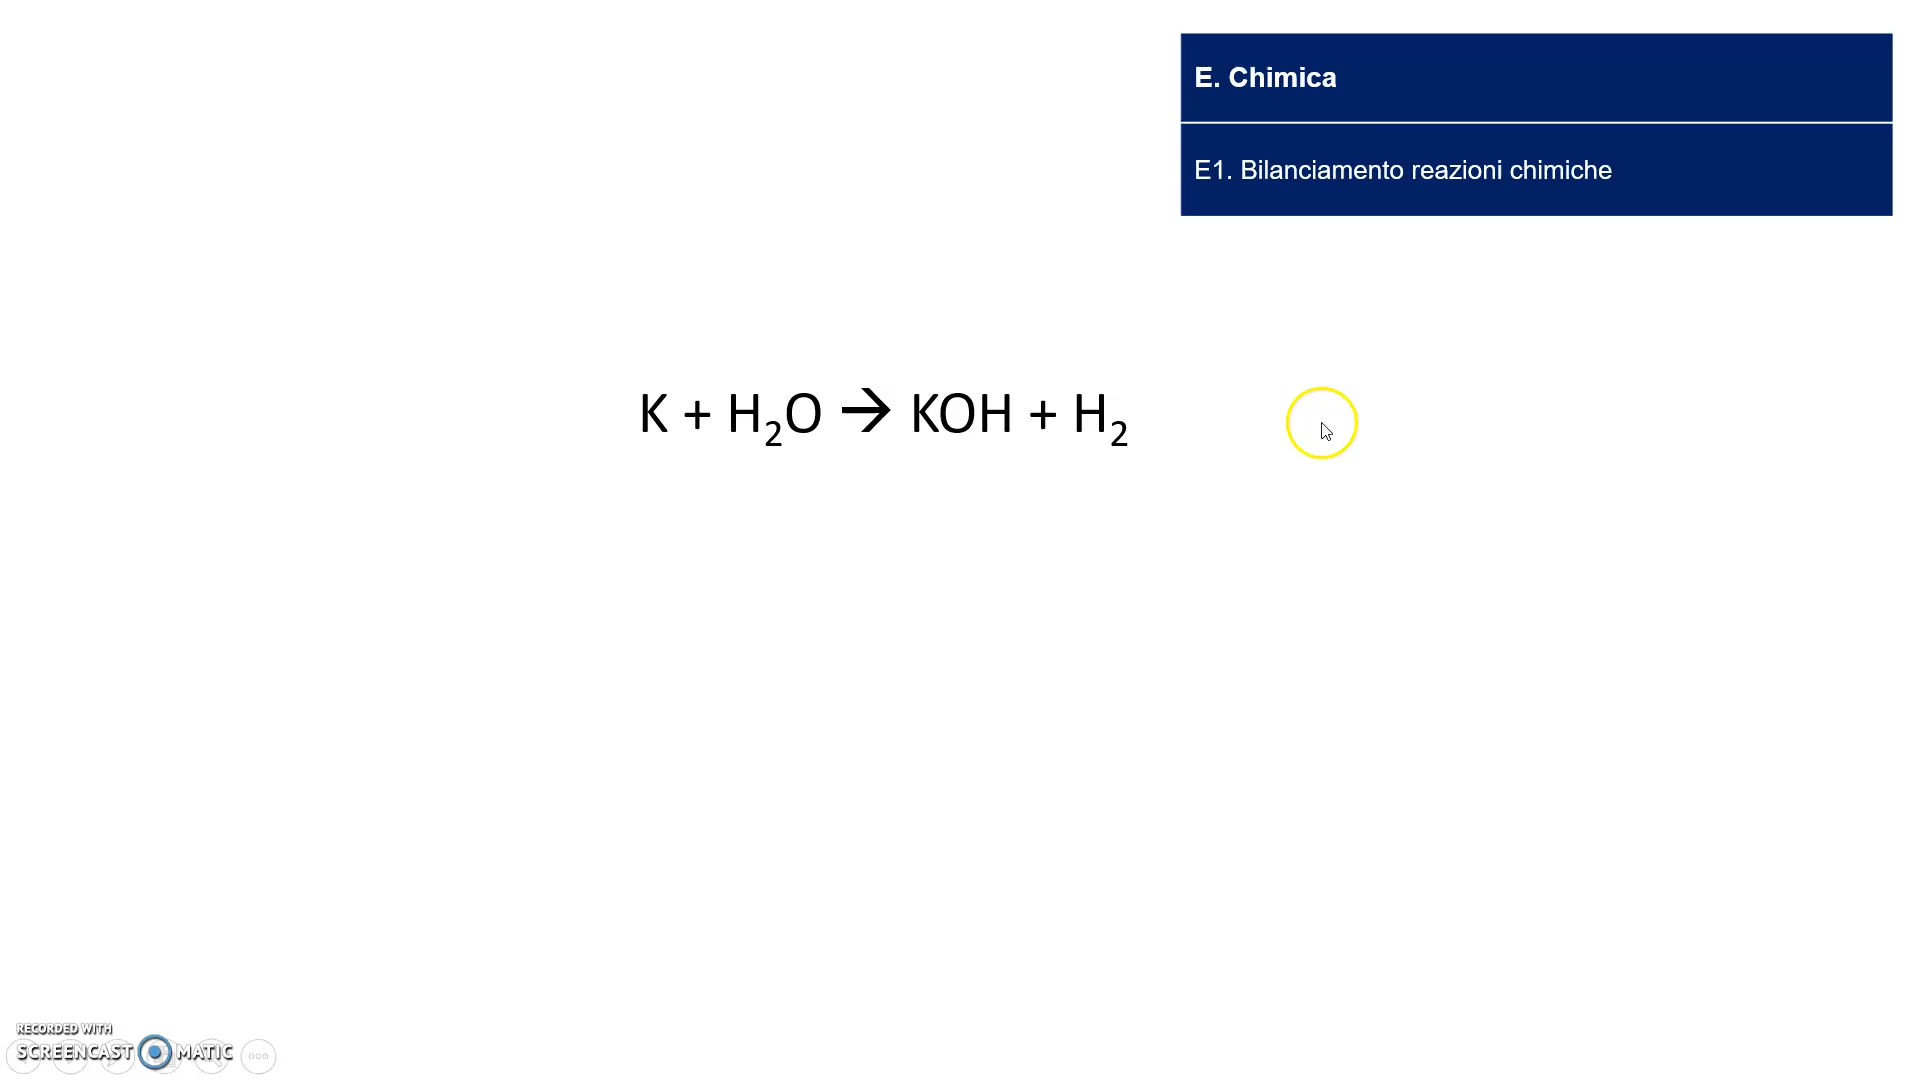 E. Chimica
E1. Bilanciamento reazioni chimiche
K + H₂O → KOH + H₂
RECORDED WITH
SCREENCAST MATIC